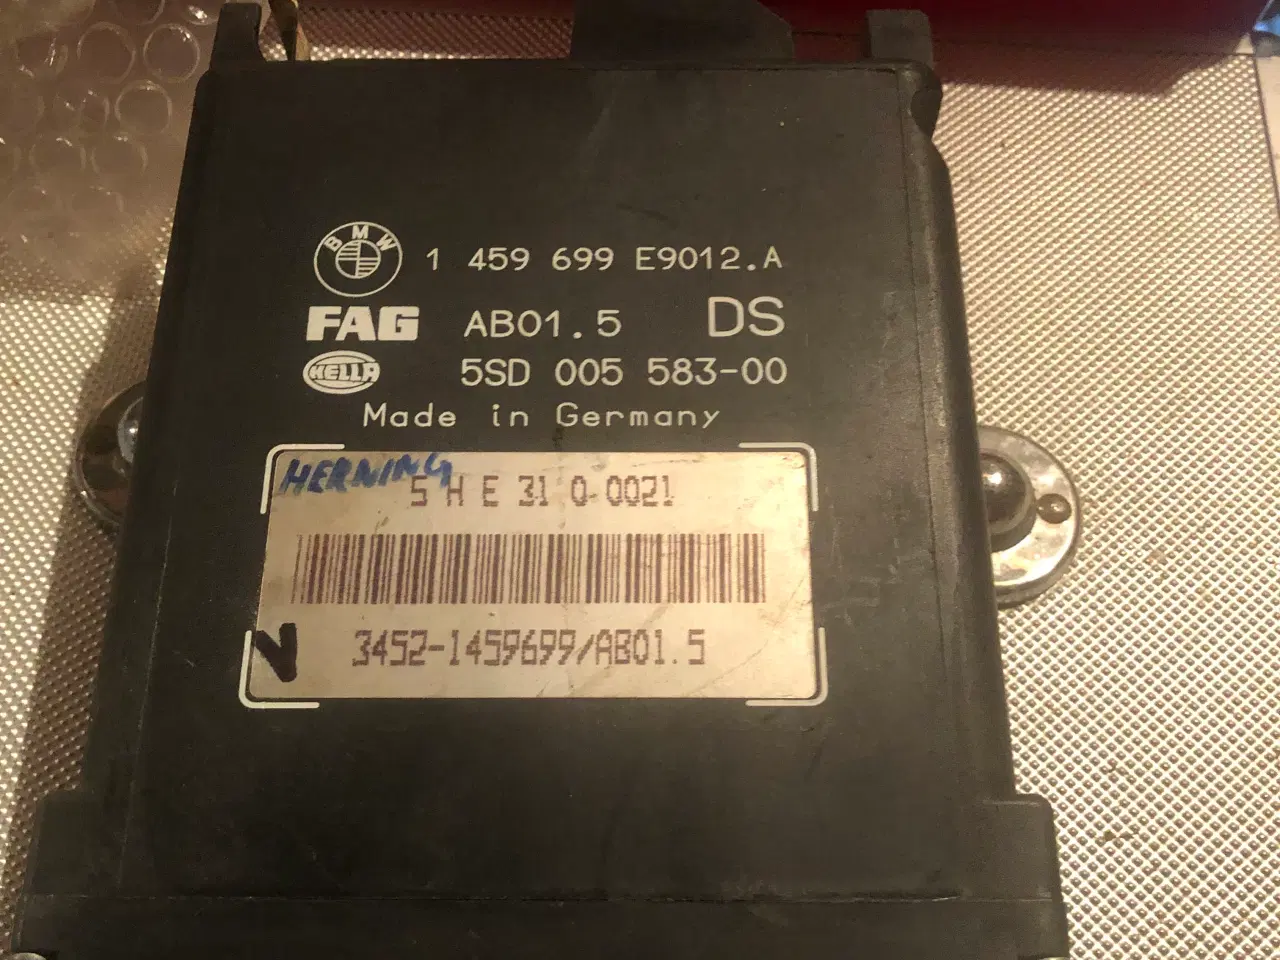 BMW
1 459 699 E9012.A
FAG AB01.5 DS
HELLA 5SD 005 583-00
Made in Germany
HERNING
5 H E 31 0 0021
V
3452-1459699/AB01.5